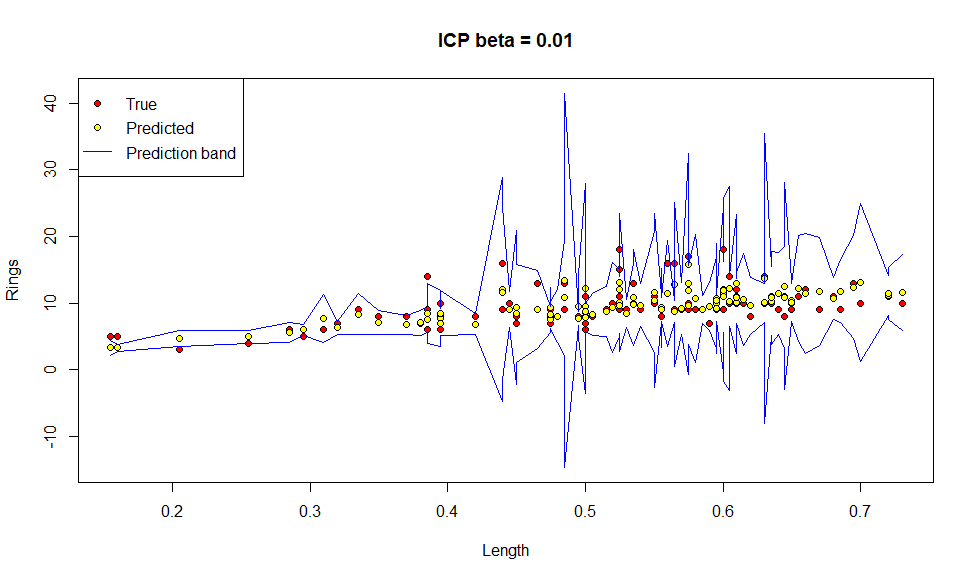 ICP beta = 0.01
True
Predicted
Prediction band
Rings
40
30
20
10
0
-10
0.2 0.3 0.4 0.5 0.6 0.7
Length